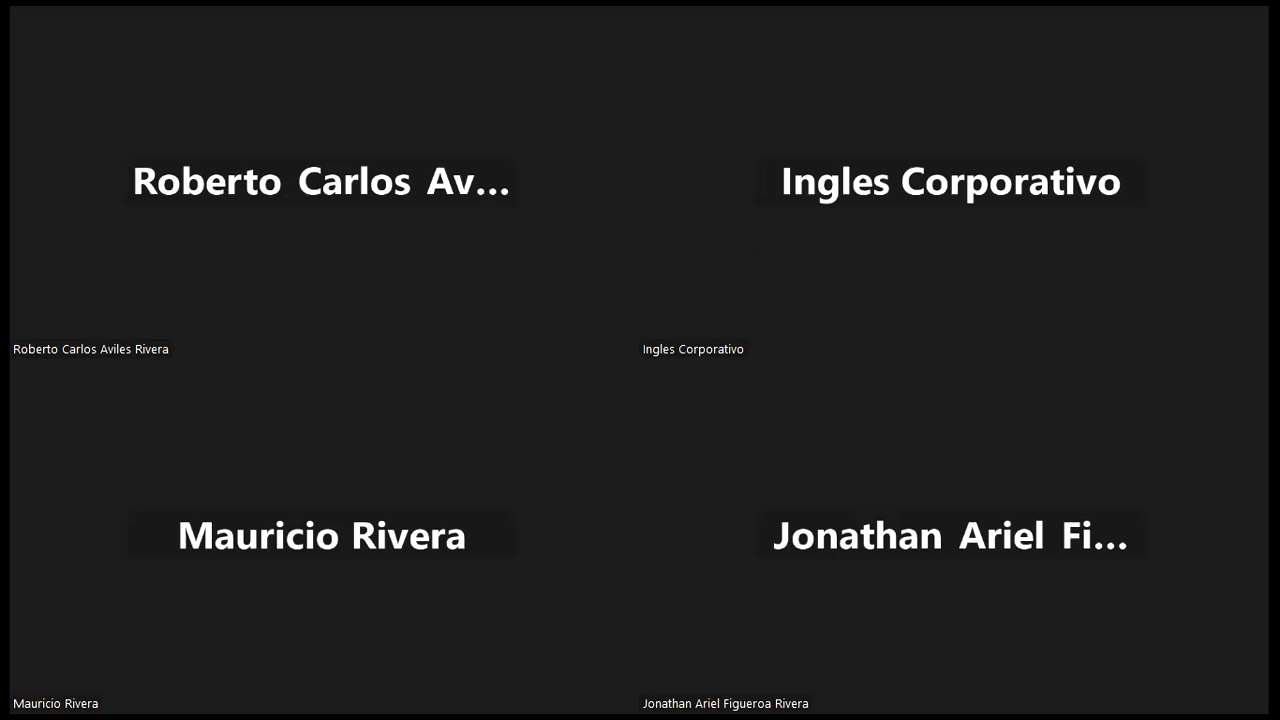 Roberto Carlos Av...
Ingles Corporativo
Roberto Carlos Aviles Rivera
Ingles Corporativo
Mauricio Rivera
Jonathan Ariel Fi...
Mauricio Rivera
Jonathan Ariel Figueroa Rivera